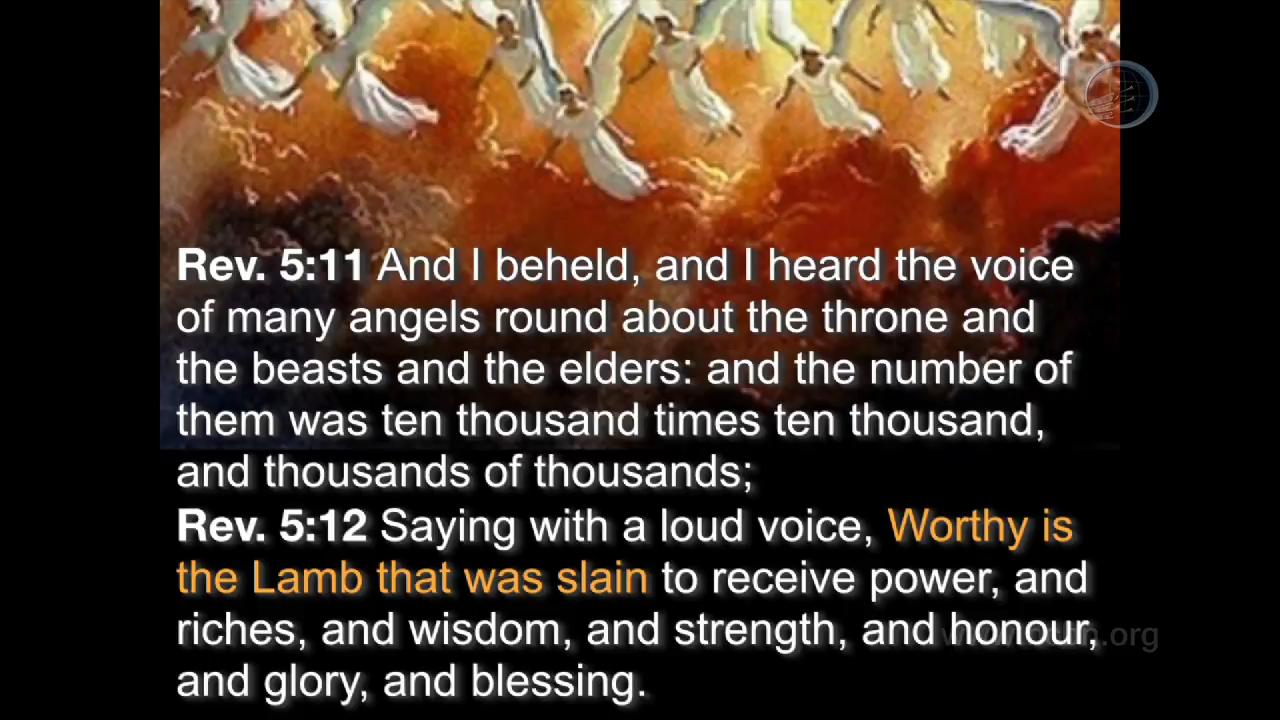 Rev. 5:11 And I beheld, and I heard the voice
of many angels round about the throne and
the beasts and the elders: and the number of
them was ten thousand times ten thousand,
and thousands of thousands;
Rev. 5:12 Saying with a loud voice, Worthy is
the Lamb that was slain to receive power, and
riches, and wisdom, and strength, and honour,
and glory, and blessing.